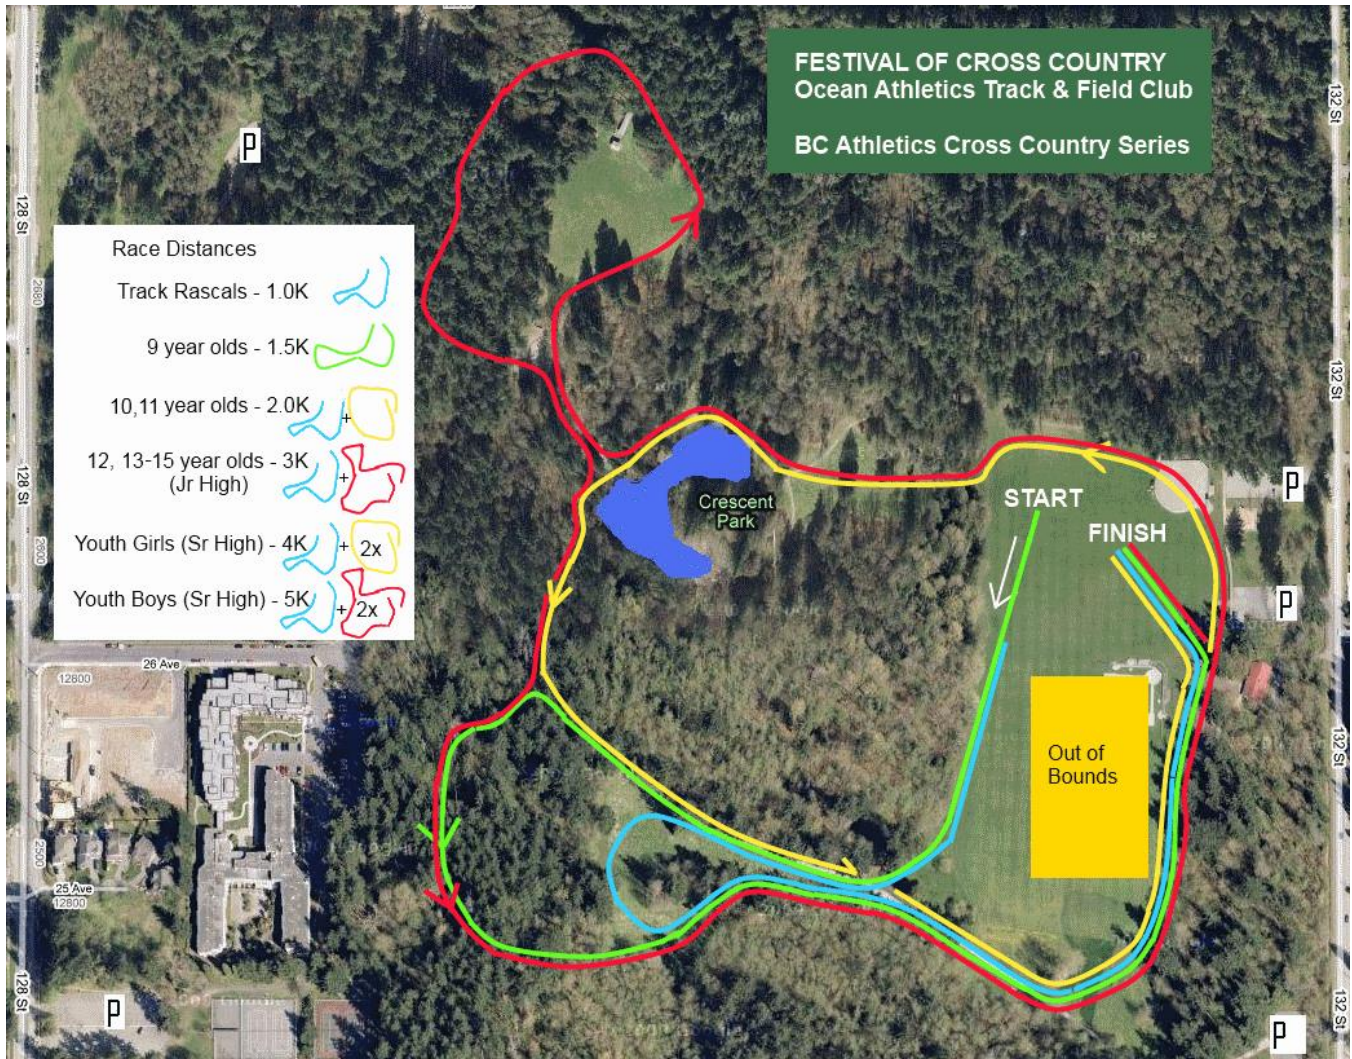 FESTIVAL OF CROSS COUNTRY
Ocean Athletics Track & Field Club
BC Athletics Cross Country Series
132 St
P
128 St
Race Distances
Track Rascals - 1.0K
2680
9 year olds - 1.5K
132 St
10,11 year olds - 2.0K
+
12, 13-15 year olds - 3K
(Jr High)
+
128 St
P
Crescent
Park
START
FINISH
Youth Girls (Sr High) - 4K
+ 2x
2600
Youth Boys (Sr High) - 5K
+ 2x
P
26 Ave
12800
132 St
Out of
Bounds
2500
25 Ave
12800
128 St
P
132 St
P